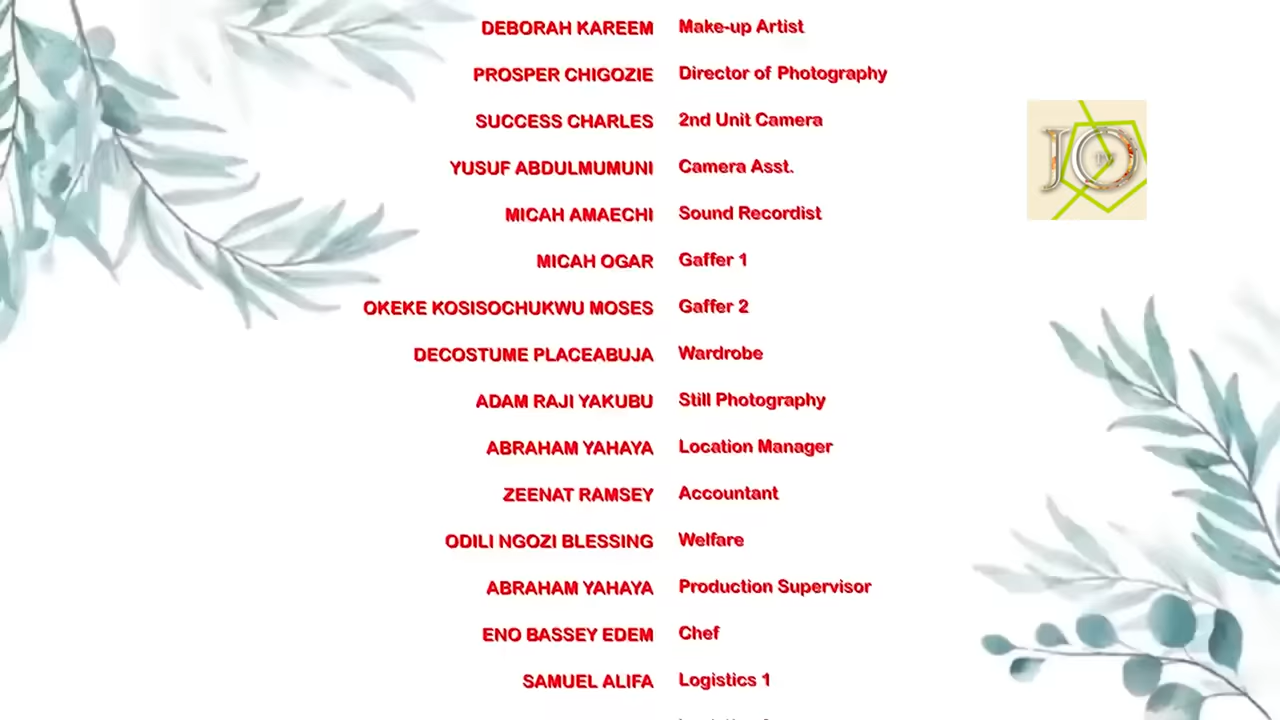 DEBORAH KAREEM Make-up Artist
PROSPER CHIGOZIE Director of Photography
SUCCESS CHARLES 2nd Unit Camera
YUSUF ABDULMUMUNI Camera Asst.
MICAH AMAECHI Sound Recordist
MICAH OGAR Gaffer 1
OKEKE KOSISOCHUKWU MOSES Gaffer 2
DECOSTUME PLACEABUJA Wardrobe
ADAM RAJI YAKUBU Still Photography
ABRAHAM YAHAYA Location Manager
ZEENAT RAMSEY Accountant
ODILI NGOZI BLESSING Welfare
ABRAHAM YAHAYA Production Supervisor
ENO BASSEY EDEM Chef
SAMUEL ALIFA Logistics 1
JO TV